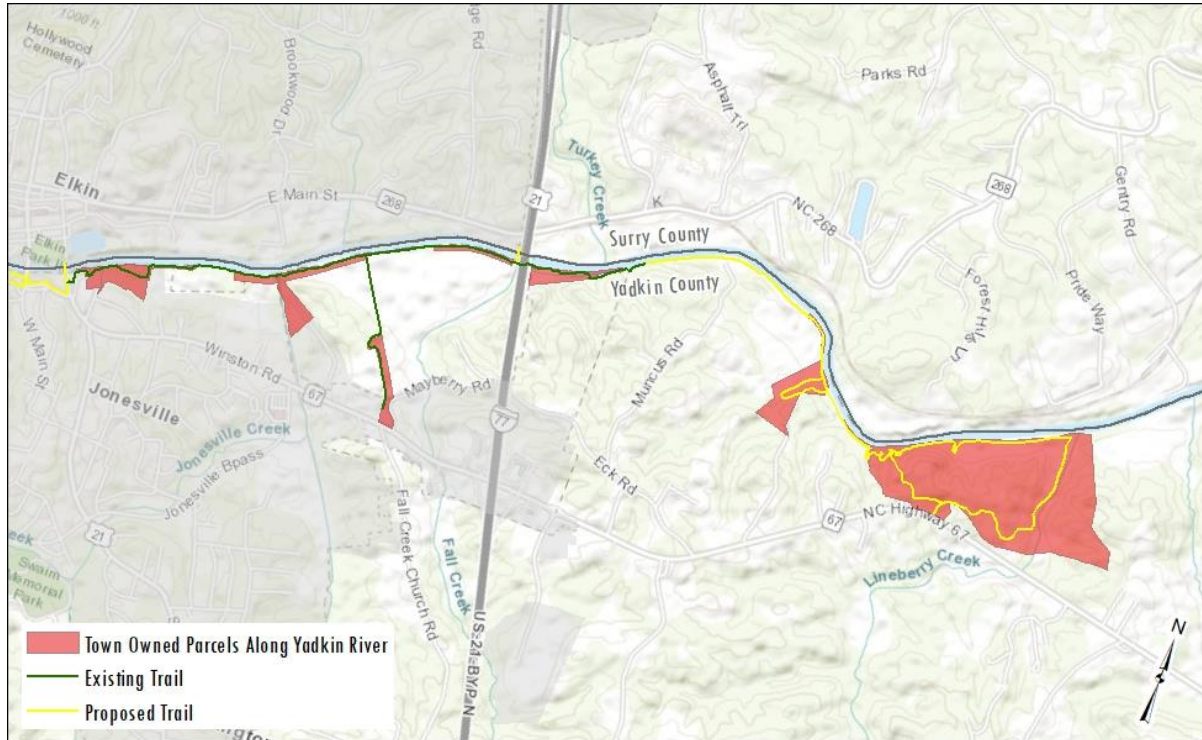 1000 ft
Hollywood
Cemetery
Brookwood Dr
ge Rd
Asphalt Trl
Parks Rd
Turkey Creek
Elkin
E Main St
268
21
K
NC-268
268
Gentry Rd
Elkin
Park
Surry County
Yadkin County
Forest Hills Ln
Pride Way
W Main St
Winston Rd
67
Mayberry Rd
Muncus Rd
Jonesville
77
Jonesville Creek
Jonesville Bpass
Eck Rd
67
NC Highway 67
21
eek
Swaim
Memorial
Park
Fall Creek Church Rd
Fall Creek
Lineberry Creek
US-21-BYP-N
Town Owned Parcels Along Yadkin River
Existing Trail
Proposed Trail
N